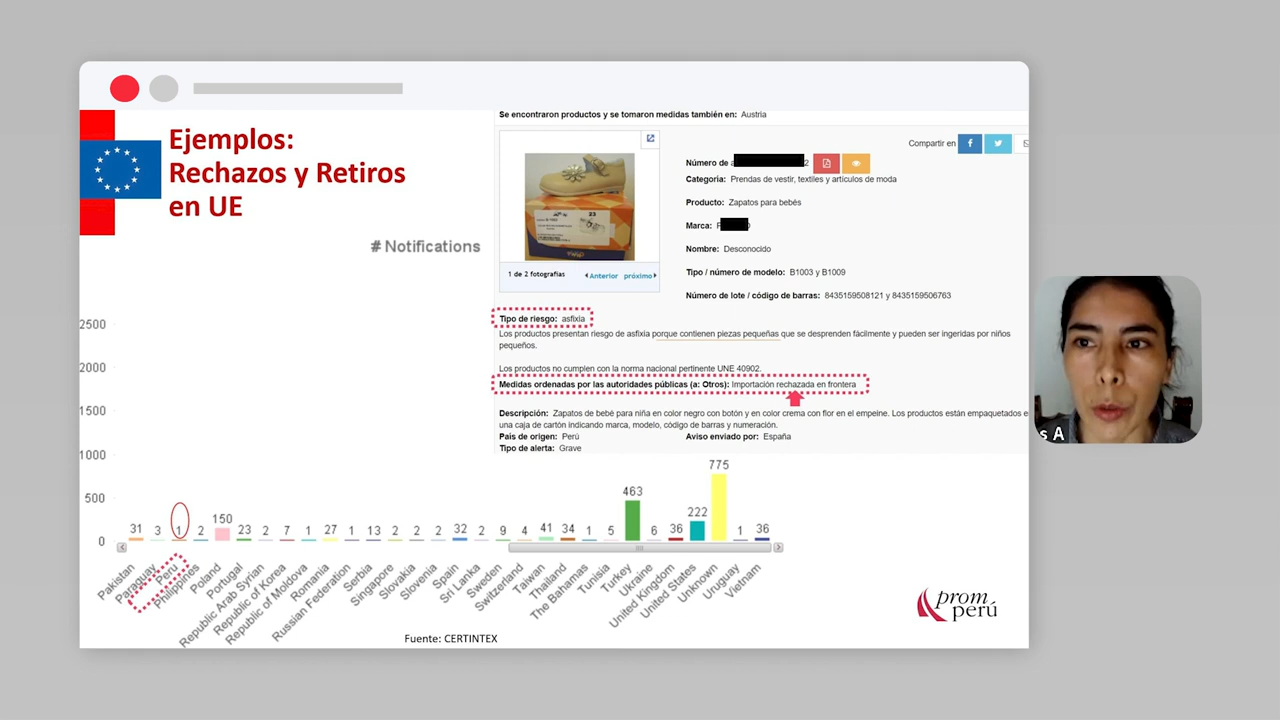 Ejemplos:
Rechazos y Retiros
en UE
# Notifications
Se encontraron productos y se tomaron medidas también en: Austria
Compartir en
Número de
Categoria: Prendas de vestir, textiles y artículos de moda
Producto: Zapatos para bebés
Marca:
Nombre: Desconocido
Tipo / número de modelo: B1003 y B1009
Número de lote / código de barras: 8435159508121 y 8435159506763
23
1 de 2 fotografías
Anterior próximo
Tipo de riesgo: asfixia
Los productos presentan riesgo de asfixia porque contienen piezas pequeñas que se desprenden fácilmente y pueden ser ingeridas por niños
pequeños.
Los productos no cumplen con la norma nacional pertinente UNE 40902.
Medidas ordenadas por las autoridades públicas (a: Otros): Importación rechazada en frontera
Descripción: Zapatos de bebé para niña en color negro con botón y en color crema con flor en el empeine. Los productos están empaquetados e
una caja de cartón indicando marca, modelo, código de barras y numeración.
País de origen: Perú
Aviso enviado por: España
Tipo de alerta: Grave
2500
2000
1500
1000
500
0
31 3 1 2 150 23 2 7 1 27 1 13 2 2 2 32 2 9 4 41 34 1 5 463 6 36 222 775 1 36
Pakistan
Paraguay
Peru
Philippines
Poland
Portugal
Republic Arab Syrian
Republic of Korea
Republic of Moldova
Romania
Russian Federation
Serbia
Singapore
Slovakia
Slovenia
Spain
Sri Lanka
Sweden
Switzerland
Taiwan
Thailand
The Bahamas
Tunisia
Turkey
Ukraine
United Kingdom
United States
Unknown
Uruguay
Vietnam
Fuente: CERTINTEX
prom
perú
s A